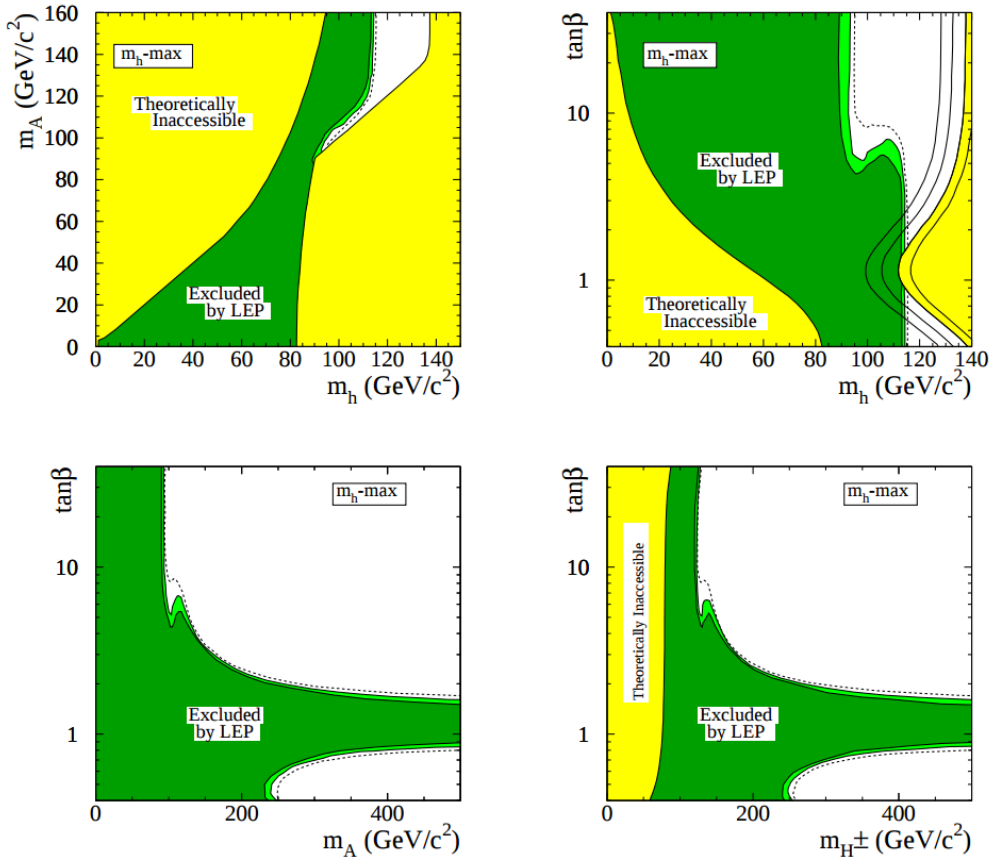 m_A (GeV/c²)
160
140
120
100
80
60
40
20
0
m_h-max
Theoretically
Inaccessible
Excluded
by LEP
0 20 40 60 80 100 120 140
m_h (GeV/c²)
tanβ
10
1
m_h-max
Excluded
by LEP
Theoretically
Inaccessible
0 20 40 60 80 100 120 140
m_h (GeV/c²)
tanβ
10
1
m_h-max
Excluded
by LEP
0 200 400
m_A (GeV/c²)
tanβ
10
1
m_h-max
Theoretically Inaccessible
Excluded
by LEP
0 200 400
m_H± (GeV/c²)